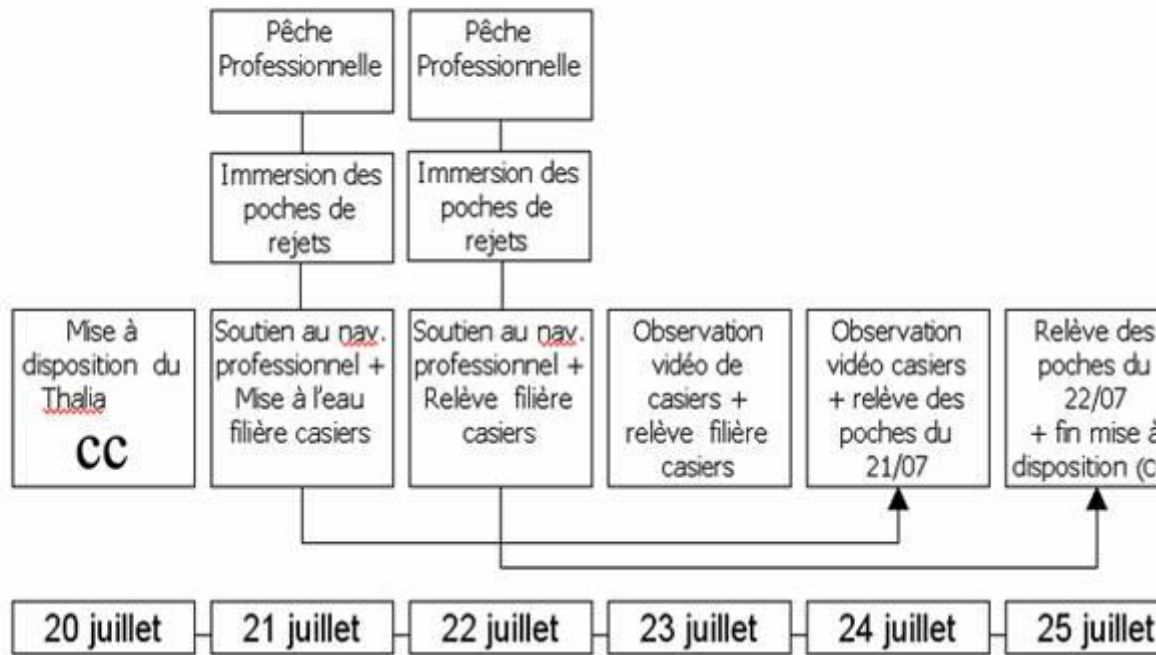 Pêche
Professionnelle
Pêche
Professionnelle
Immersion des
poches de
rejets
Immersion des
poches de
rejets
Mise à
disposition du
Thalia
cc
Soutien au nav.
professionnel +
Mise à l'eau
filière casiers
Soutien au nav.
professionnel +
Relève filière
casiers
Observation
vidéo de
casiers +
relève filière
casiers
Observation
vidéo casiers
+ relève des
poches du
21/07
Relève des
poches du
22/07
+ fin mise à
disposition
20 juillet
21 juillet
22 juillet
23 juillet
24 juillet
25 juillet